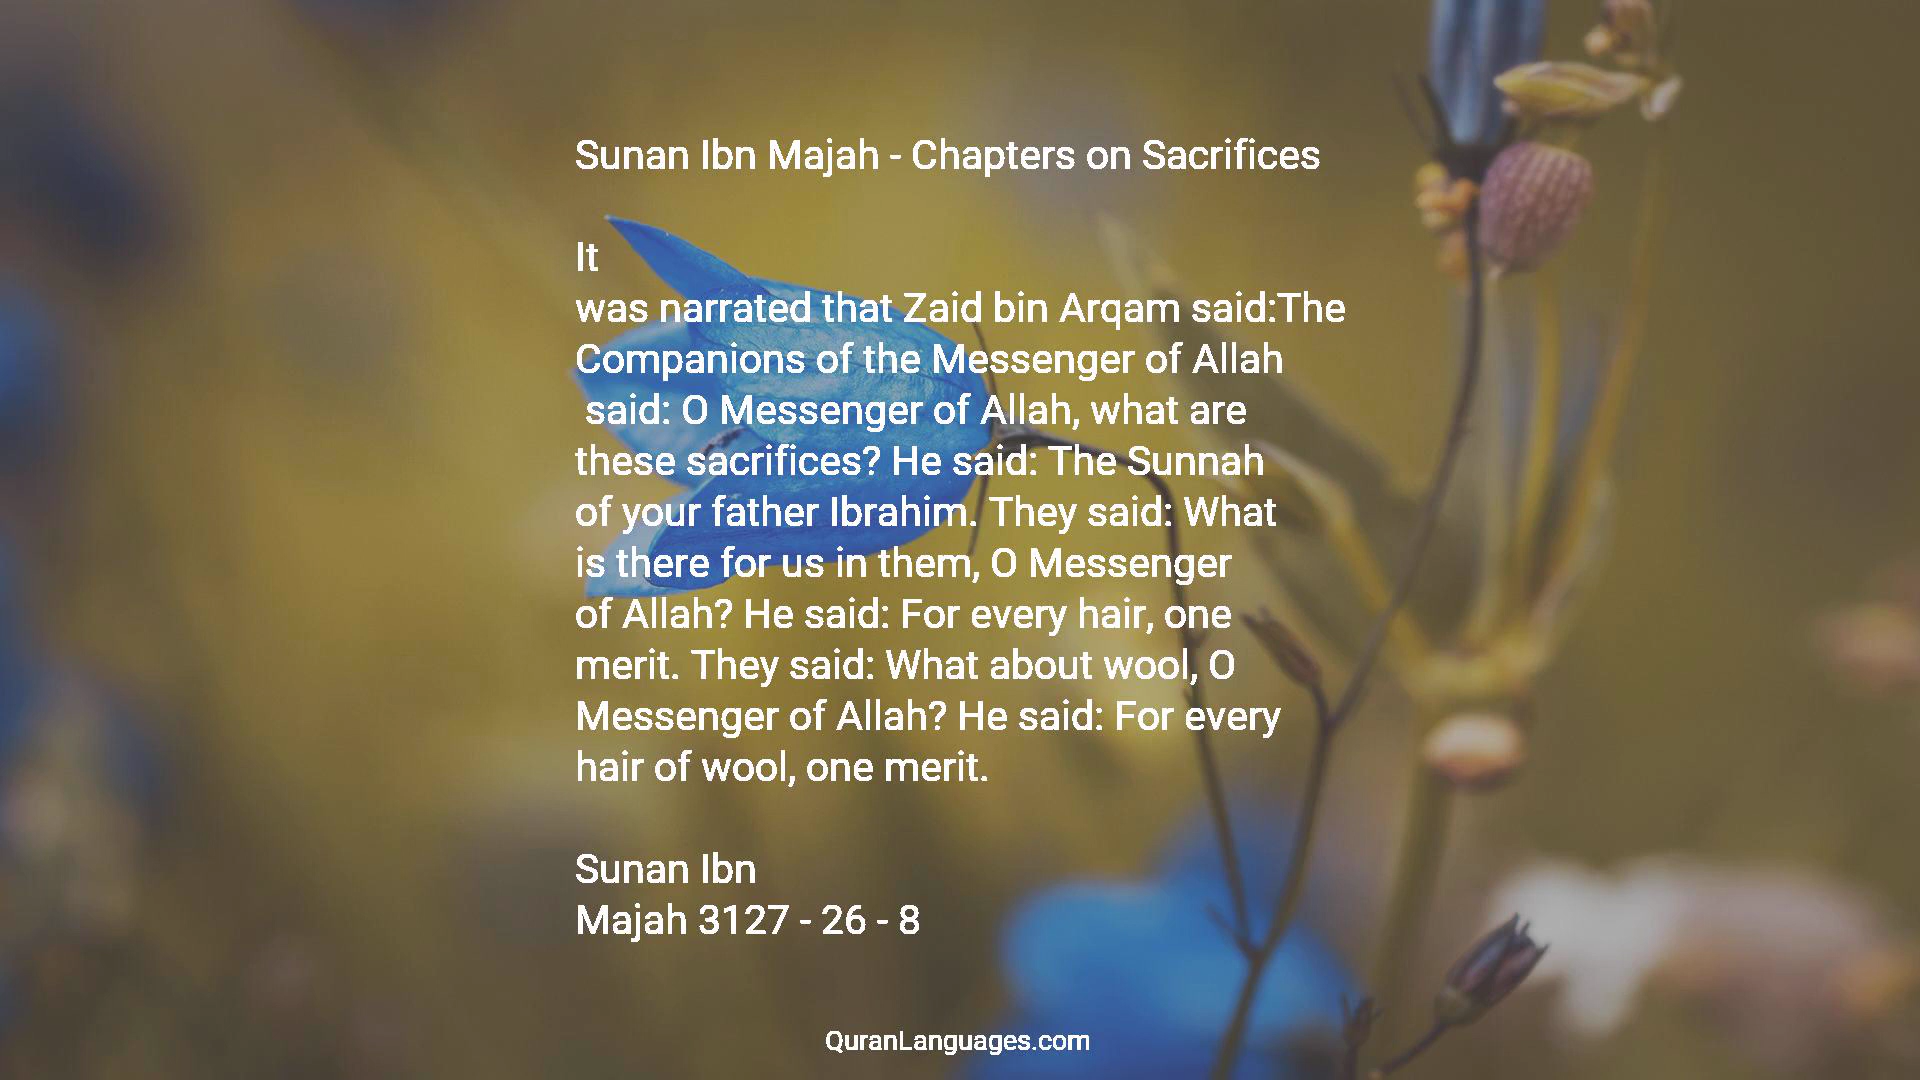 Sunan Ibn Majah - Chapters on Sacrifices
It
was narrated that Zaid bin Arqam said:The
Companions of the Messenger of Allah
said: O Messenger of Allah, what are
these sacrifices? He said: The Sunnah
of your father Ibrahim. They said: What
is there for us in them, O Messenger
of Allah? He said: For every hair, one
merit. They said: What about wool, O
Messenger of Allah? He said: For every
hair of wool, one merit.
Sunan Ibn
Majah 3127 - 26 - 8
QuranLanguages.com